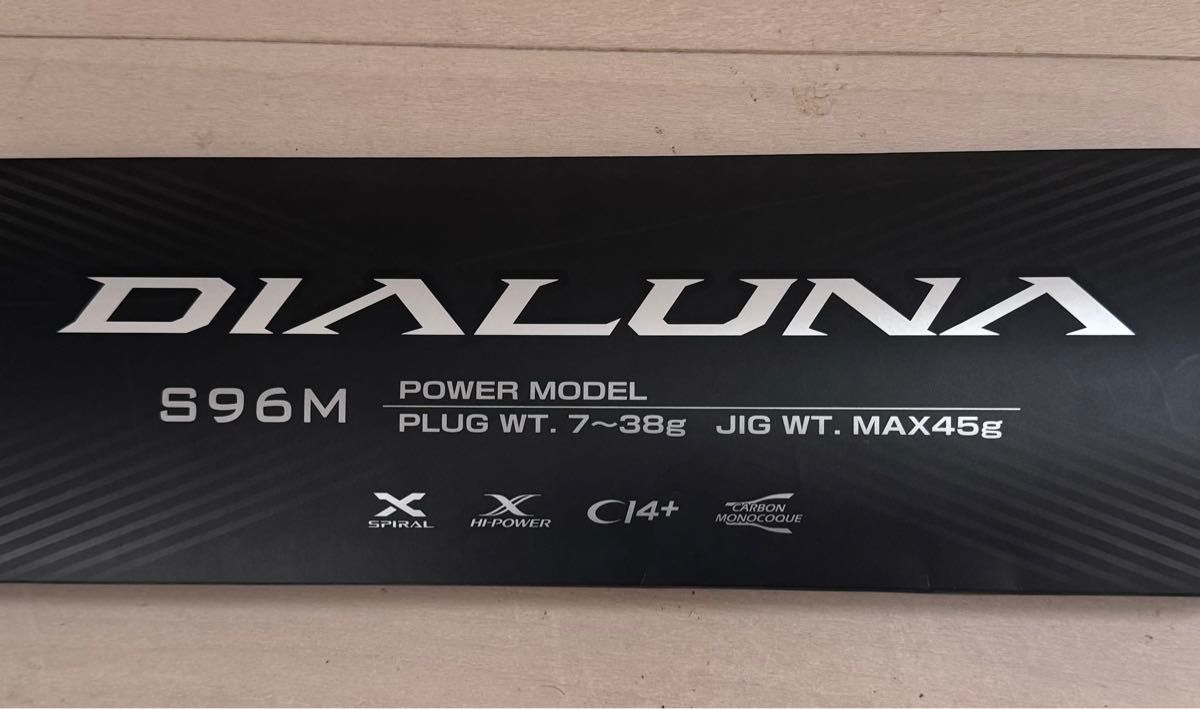 DIALUNA
S96M
POWER MODEL
PLUG WT. 7～38g JIG WT. MAX45g
X SPIRAL
X HI-POWER
CI4+
CARBON MONOCOQUE